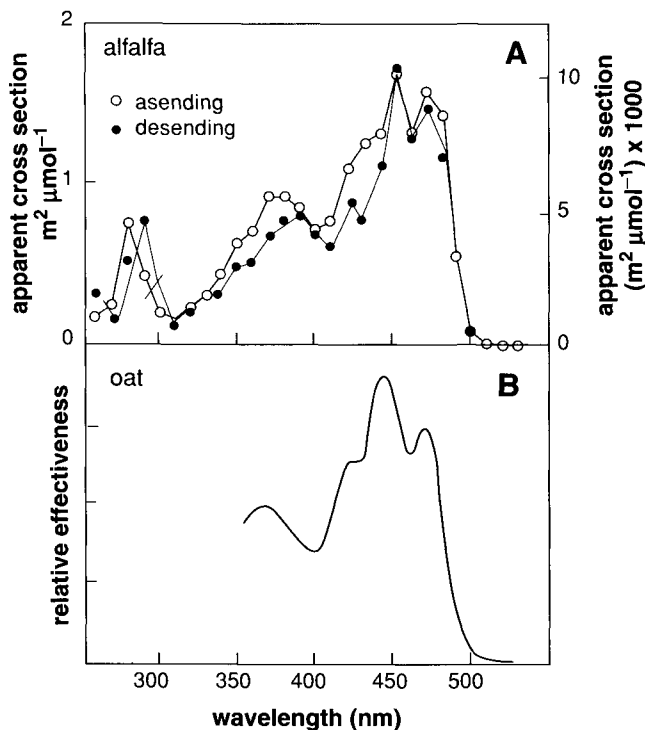 2
alfalfa
A
asending
desending
apparent cross section
m² μmol⁻¹
1
0
10
5
0
apparent cross section
(m² μmol⁻¹) x 1000
oat
B
relative effectiveness
300
350
400
450
500
wavelength (nm)